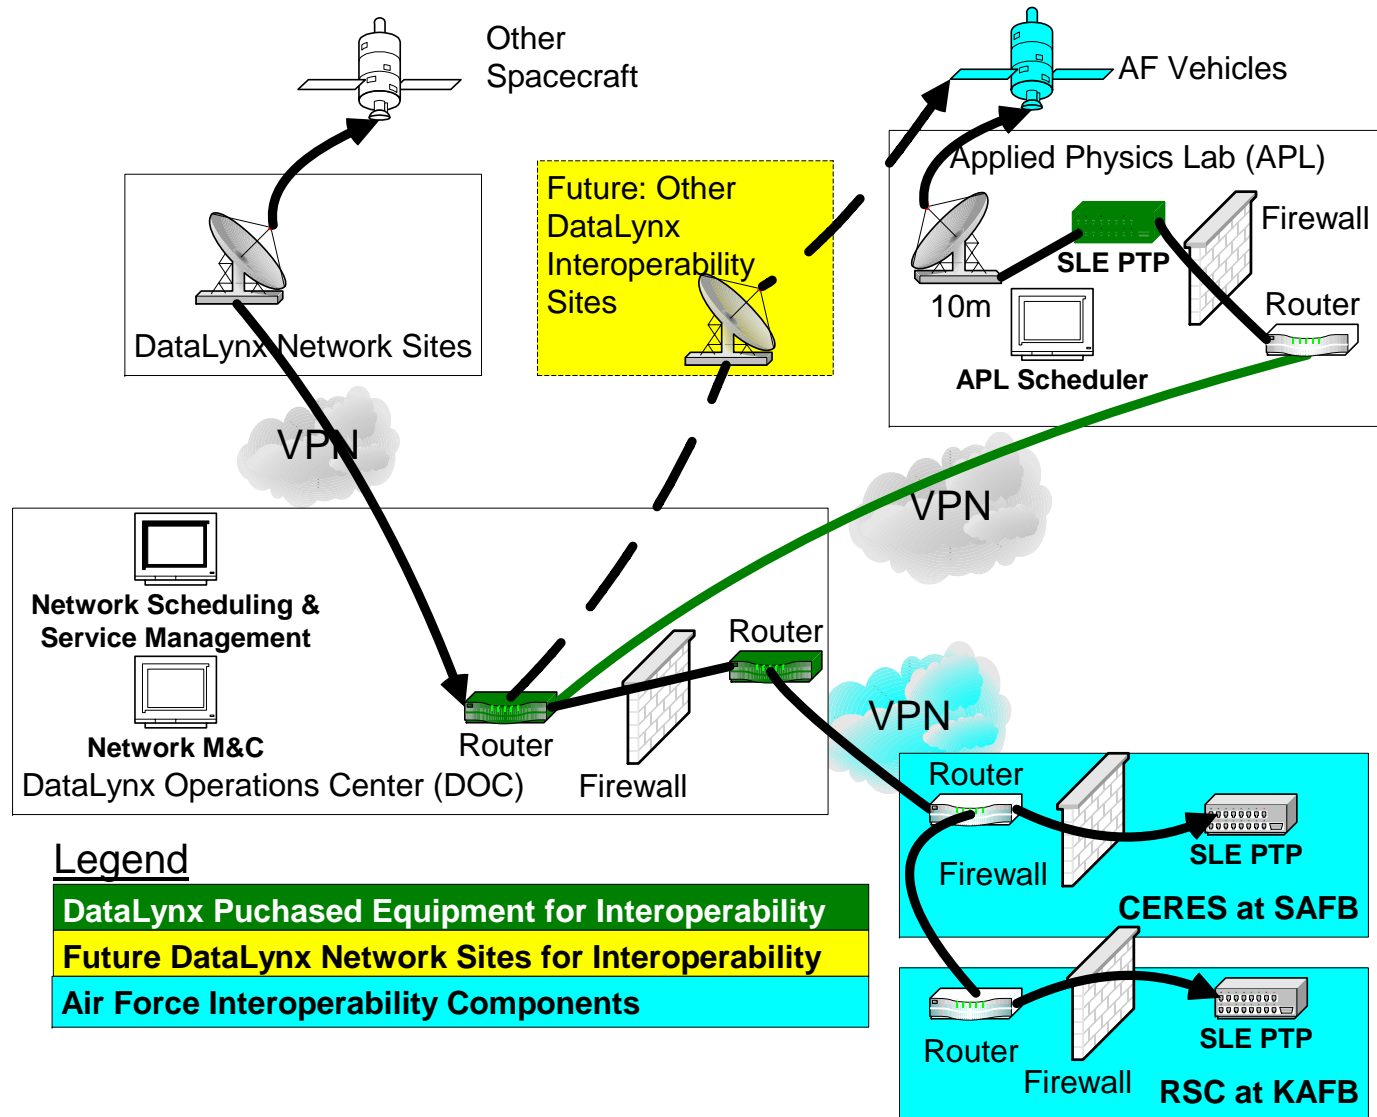 Other
Spacecraft
AF Vehicles
Applied Physics Lab (APL)
Future: Other
DataLynx
Interoperability
Sites
Firewall
SLE PTP
10m
Router
APL Scheduler
DataLynx Network Sites
VPN
VPN
Network Scheduling &
Service Management
Router
Network M&C
Router
DataLynx Operations Center (DOC)
Firewall
VPN
Router
Firewall
SLE PTP
CERES at SAFB
Legend
DataLynx Puchased Equipment for Interoperability
Future DataLynx Network Sites for Interoperability
Air Force Interoperability Components
Router
Firewall
SLE PTP
RSC at KAFB